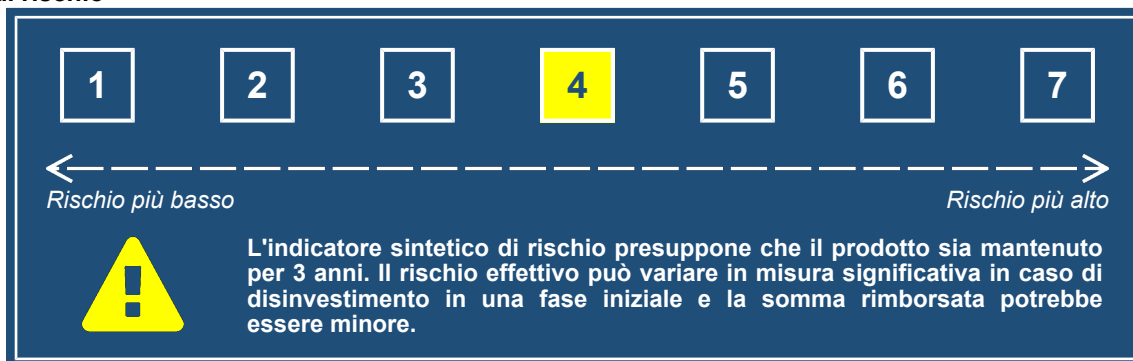 di rischio
1 2 3 4 5 6 7
Rischio più basso Rischio più alto
L'indicatore sintetico di rischio presuppone che il prodotto sia mantenuto
per 3 anni. Il rischio effettivo può variare in misura significativa in caso di
disinvestimento in una fase iniziale e la somma rimborsata potrebbe
essere minore.